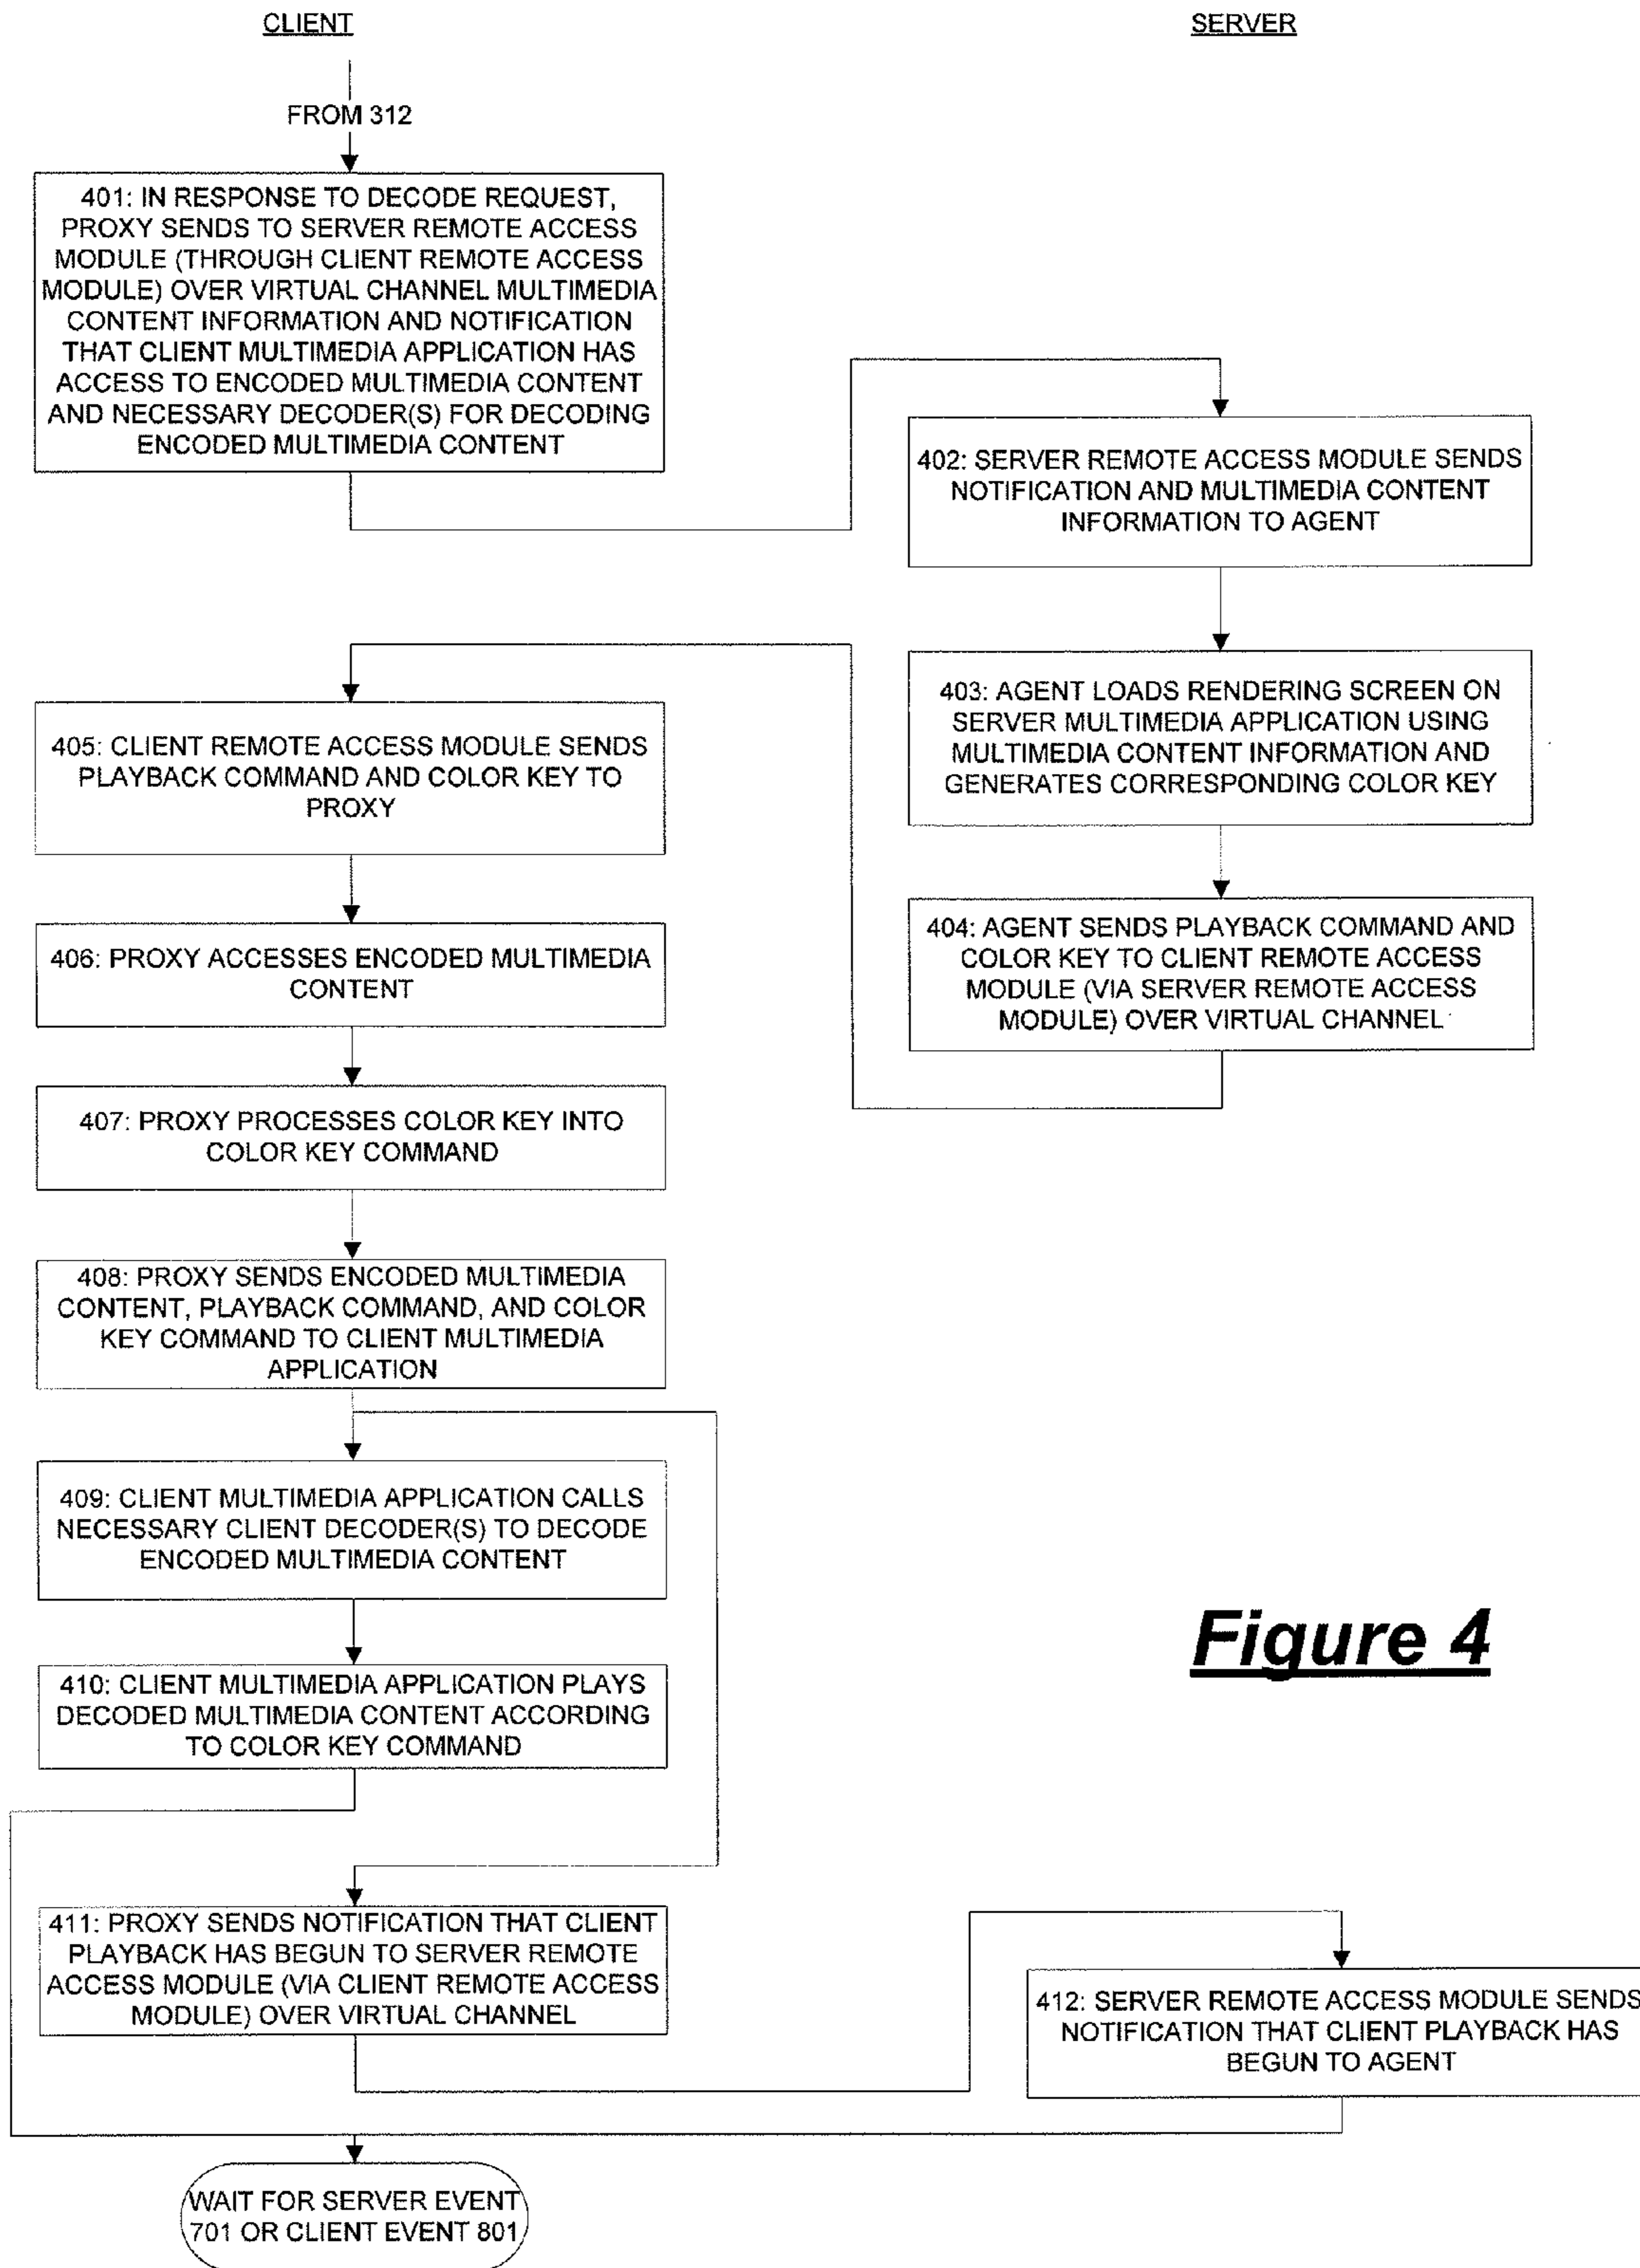 CLIENT
SERVER
FROM 312
401: IN RESPONSE TO DECODE REQUEST,
PROXY SENDS TO SERVER REMOTE ACCESS
MODULE (THROUGH CLIENT REMOTE ACCESS
MODULE) OVER VIRTUAL CHANNEL MULTIMEDIA
CONTENT INFORMATION AND NOTIFICATION
THAT CLIENT MULTIMEDIA APPLICATION HAS
ACCESS TO ENCODED MULTIMEDIA CONTENT
AND NECESSARY DECODER(S) FOR DECODING
ENCODED MULTIMEDIA CONTENT
402: SERVER REMOTE ACCESS MODULE SENDS
NOTIFICATION AND MULTIMEDIA CONTENT
INFORMATION TO AGENT
403: AGENT LOADS RENDERING SCREEN ON
SERVER MULTIMEDIA APPLICATION USING
MULTIMEDIA CONTENT INFORMATION AND
GENERATES CORRESPONDING COLOR KEY
404: AGENT SENDS PLAYBACK COMMAND AND
COLOR KEY TO CLIENT REMOTE ACCESS
MODULE (VIA SERVER REMOTE ACCESS
MODULE) OVER VIRTUAL CHANNEL
405: CLIENT REMOTE ACCESS MODULE SENDS
PLAYBACK COMMAND AND COLOR KEY TO
PROXY
406: PROXY ACCESSES ENCODED MULTIMEDIA
CONTENT
407: PROXY PROCESSES COLOR KEY INTO
COLOR KEY COMMAND
408: PROXY SENDS ENCODED MULTIMEDIA
CONTENT, PLAYBACK COMMAND, AND COLOR
KEY COMMAND TO CLIENT MULTIMEDIA
APPLICATION
409: CLIENT MULTIMEDIA APPLICATION CALLS
NECESSARY CLIENT DECODER(S) TO DECODE
ENCODED MULTIMEDIA CONTENT
410: CLIENT MULTIMEDIA APPLICATION PLAYS
DECODED MULTIMEDIA CONTENT ACCORDING
TO COLOR KEY COMMAND
411: PROXY SENDS NOTIFICATION THAT CLIENT
PLAYBACK HAS BEGUN TO SERVER REMOTE
ACCESS MODULE (VIA CLIENT REMOTE ACCESS
MODULE) OVER VIRTUAL CHANNEL
412: SERVER REMOTE ACCESS MODULE SENDS
NOTIFICATION THAT CLIENT PLAYBACK HAS
BEGUN TO AGENT
WAIT FOR SERVER EVENT
701 OR CLIENT EVENT 801
Figure 4